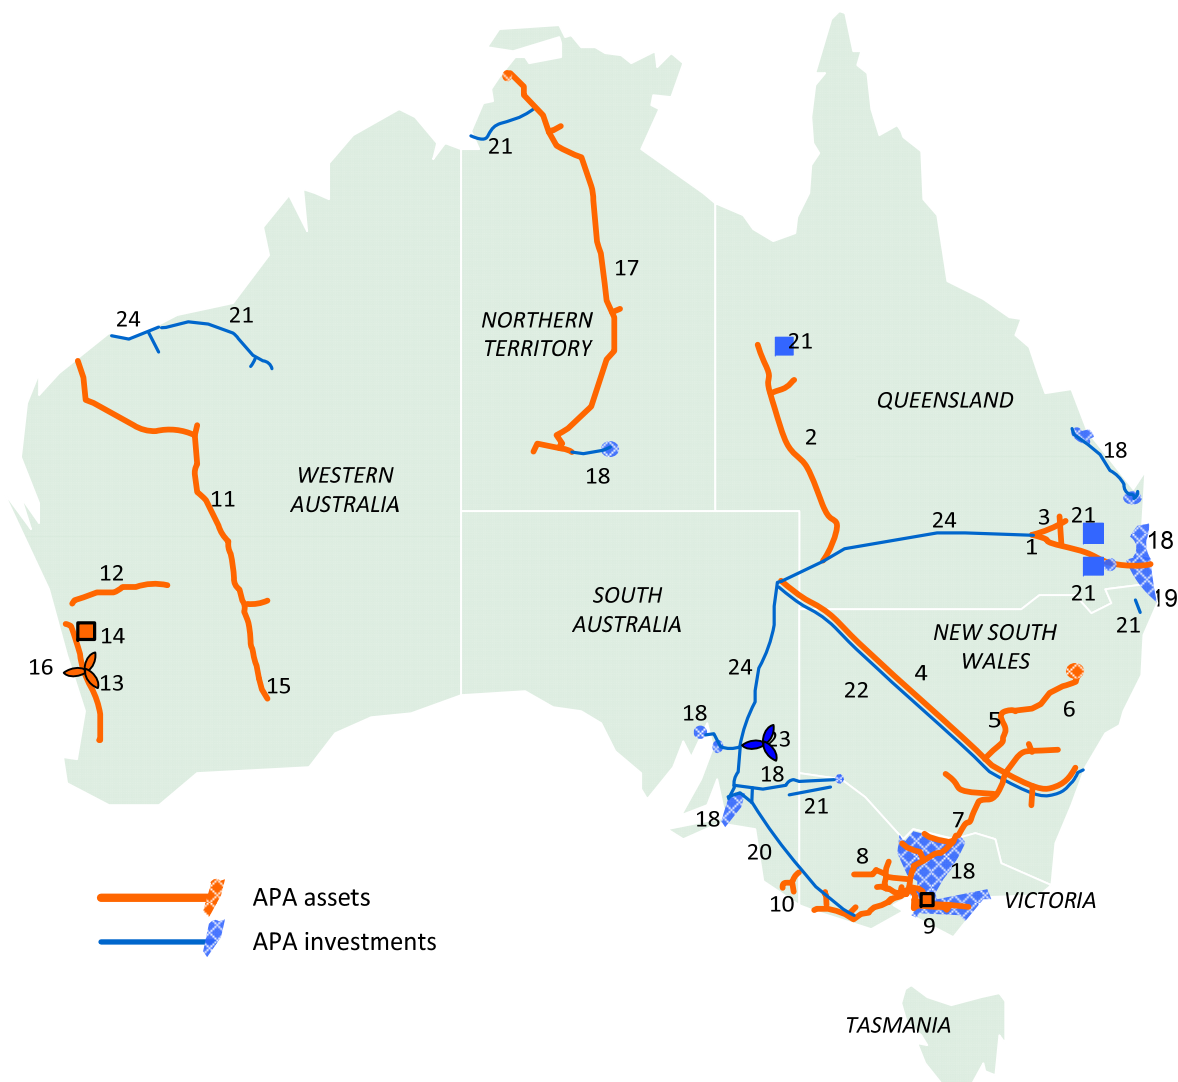 21
17
24
21
NORTHERN
TERRITORY
21
QUEENSLAND
2
18
18
WESTERN
AUSTRALIA
11
24
3
21
1
18
12
SOUTH
AUSTRALIA
21
19
21
14
NEW SOUTH
WALES
16
13
15
24
22
4
5
6
18
23
18
21
18
7
20
8
18
10
9
VICTORIA
APA assets
APA investments
TASMANIA